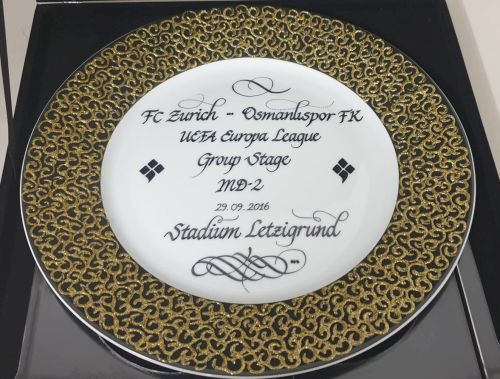 FC Zurich - Osmanlıspor FK
UEFA Europa League
Group Stage
MD-2
29.09.2016
Stadium Letzigrund